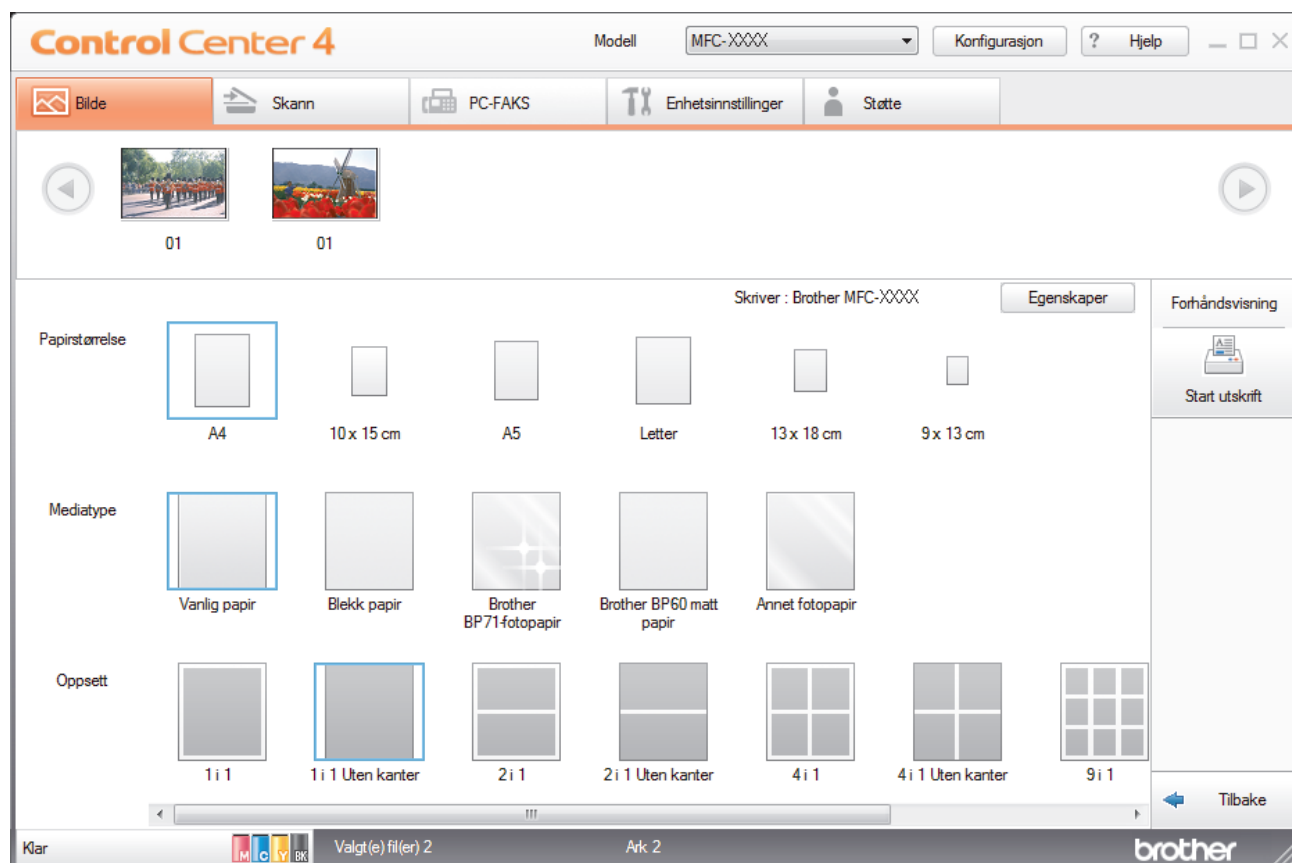 Control Center 4 Modell MFC-XXXX Konfigurasjon ? Hjelp
Bilde Skann PC-FAKS Enhetsinnstillinger Støtte
01 01
Skriver : Brother MFC-XXXX Egenskaper Forhåndsvisning
Papirstørrelse
Start utskrift
A4 10 x 15 cm A5 Letter 13 x 18 cm 9 x 13 cm
Mediatype
Vanlig papir Blekk papir Brother BP71-fotopapir Brother BP60 matt papir Annet fotopapir
Oppsett
1 i 1 1 i 1 Uten kanter 2 i 1 2 i 1 Uten kanter 4 i 1 4 i 1 Uten kanter 9 i 1
Tilbake
Klar M C Y BK Valgt(e) fil(er) 2 Ark 2 brother